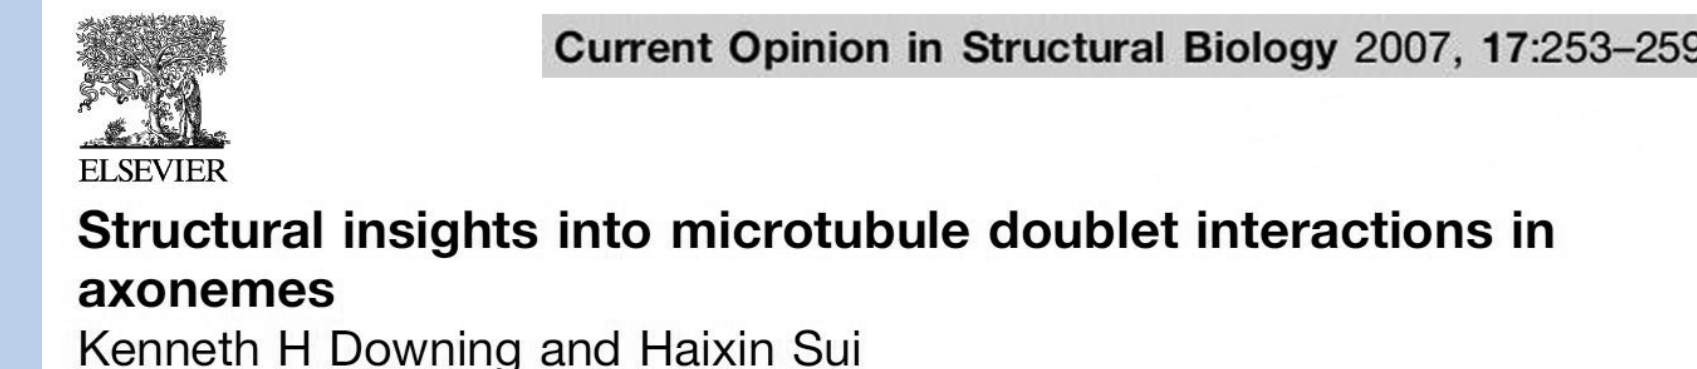 Current Opinion in Structural Biology 2007, 17:253–259
ELSEVIER
Structural insights into microtubule doublet interactions in
axonemes
Kenneth H Downing and Haixin Sui